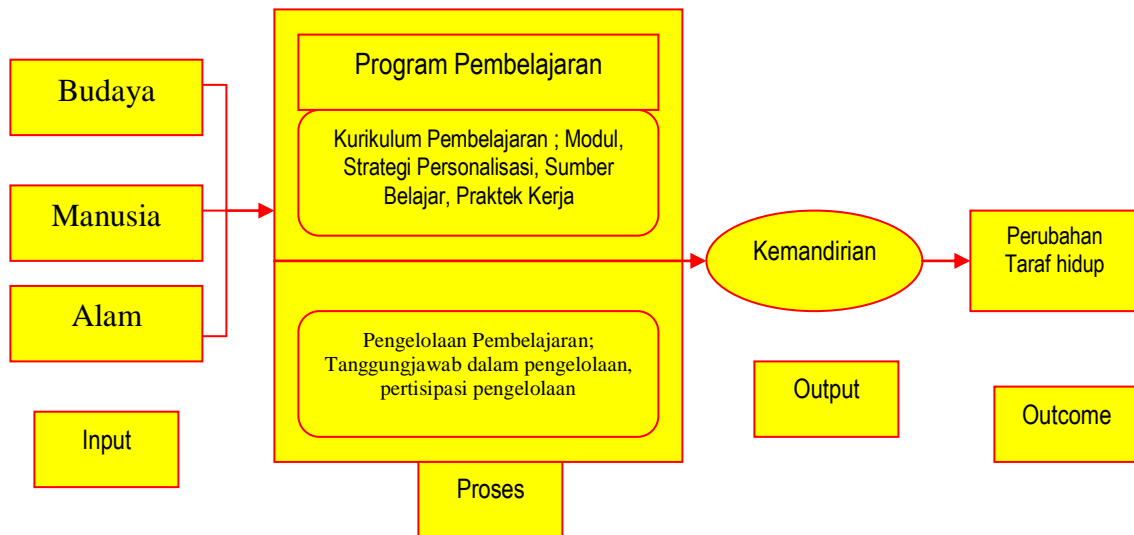 Budaya
Manusia
Alam
Input
Program Pembelajaran
Kurikulum Pembelajaran ; Modul,
Strategi Personalisasi, Sumber
Belajar, Praktek Kerja
Pengelolaan Pembelajaran;
Tanggungjawab dalam pengelolaan,
pertisipasi pengelolaan
Proses
Kemandirian
Output
Perubahan
Taraf hidup
Outcome